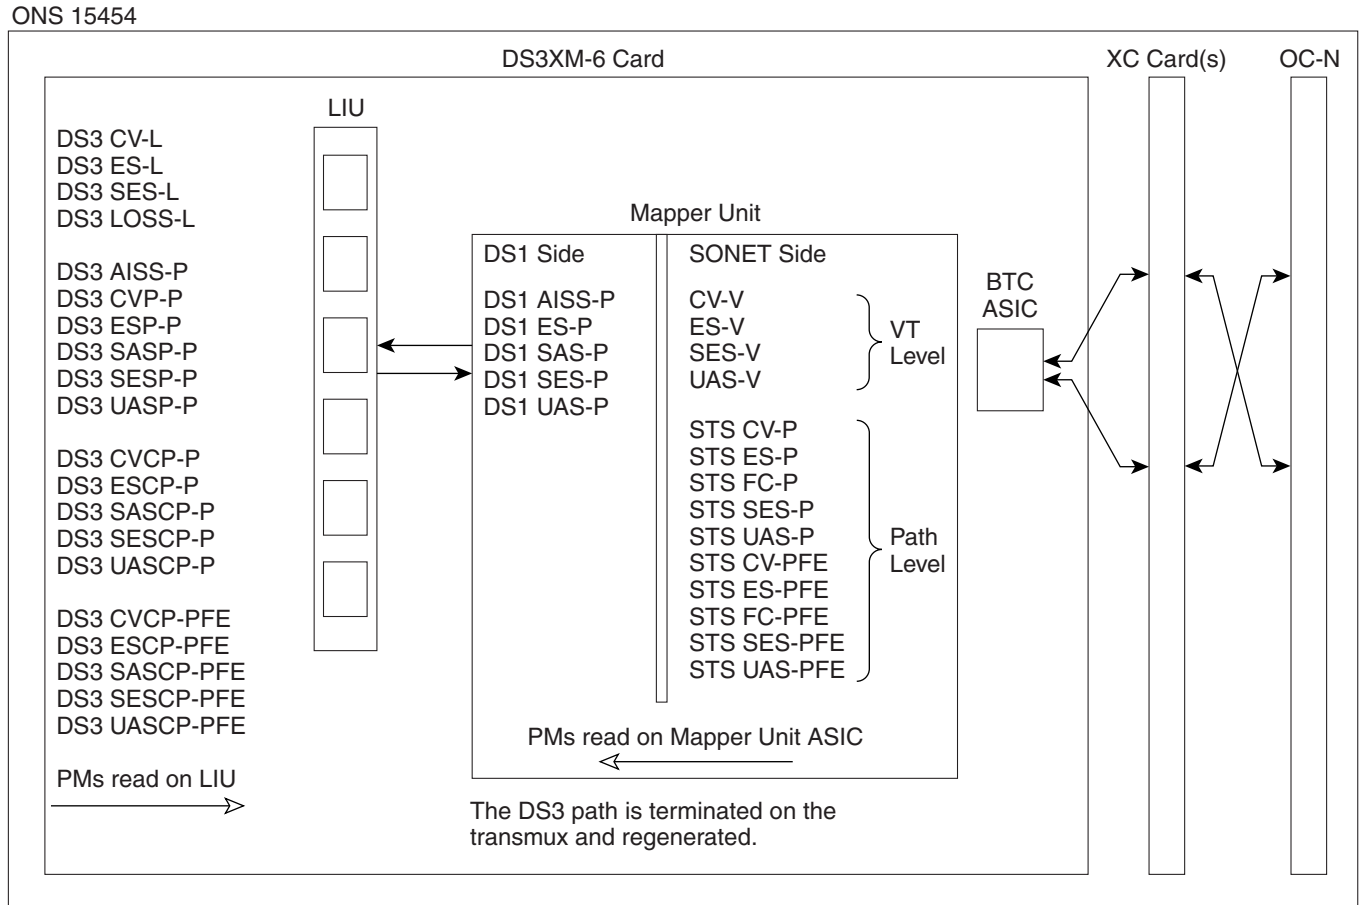 ONS 15454
DS3XM-6 Card
XC Card(s)
OC-N
LIU
DS3 CV-L
DS3 ES-L
DS3 SES-L
DS3 LOSS-L
DS3 AISS-P
DS3 CVP-P
DS3 ESP-P
DS3 SASP-P
DS3 SESP-P
DS3 UASP-P
DS3 CVCP-P
DS3 ESCP-P
DS3 SASCP-P
DS3 SESCP-P
DS3 UASCP-P
DS3 CVCP-PFE
DS3 ESCP-PFE
DS3 SASCP-PFE
DS3 SESCP-PFE
DS3 UASCP-PFE
PMs read on LIU
Mapper Unit
DS1 Side
DS1 AISS-P
DS1 ES-P
DS1 SAS-P
DS1 SES-P
DS1 UAS-P
SONET Side
CV-V
ES-V
SES-V
UAS-V
VT
Level
STS CV-P
STS ES-P
STS FC-P
STS SES-P
STS UAS-P
STS CV-PFE
STS ES-PFE
STS FC-PFE
STS SES-PFE
STS UAS-PFE
Path
Level
PMs read on Mapper Unit ASIC
The DS3 path is terminated on the
transmux and regenerated.
BTC
ASIC